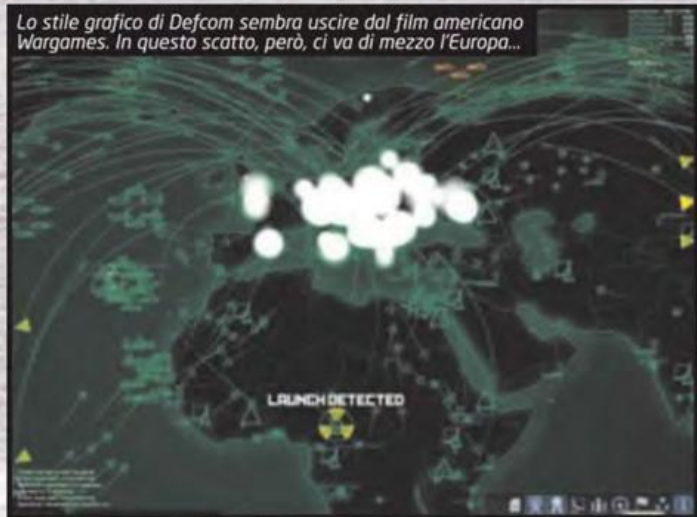 Lo stile grafico di Defcom sembra uscire dal film americano
Wargames. In questo scatto, però, ci va di mezzo l'Europa...
LAUNCH DETECTED